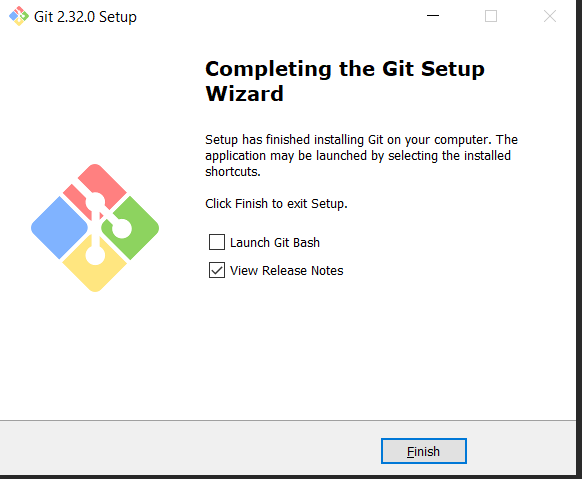 Git 2.32.0 Setup
Completing the Git Setup
Wizard
Setup has finished installing Git on your computer. The
application may be launched by selecting the installed
shortcuts.
Click Finish to exit Setup.
Launch Git Bash
View Release Notes
Finish